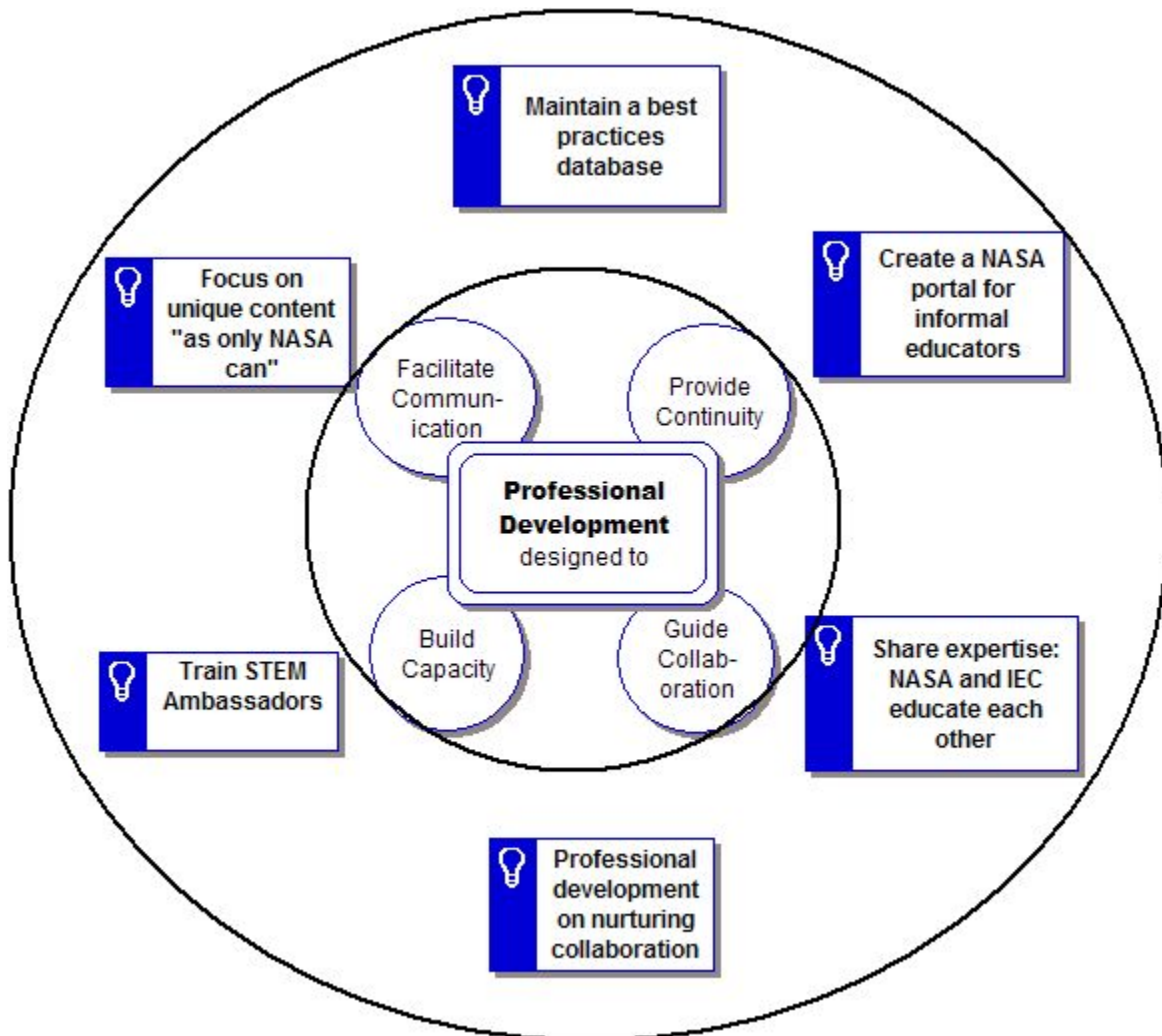 Maintain a best
practices
database
Focus on
unique content
"as only NASA
can"
Create a NASA
portal for
informal
educators
Facilitate
Commun-
ication
Provide
Continuity
Professional
Development
designed to
Build
Capacity
Guide
Collab-
oration
Train STEM
Ambassadors
Share expertise:
NASA and IEC
educate each
other
Professional
development
on nurturing
collaboration